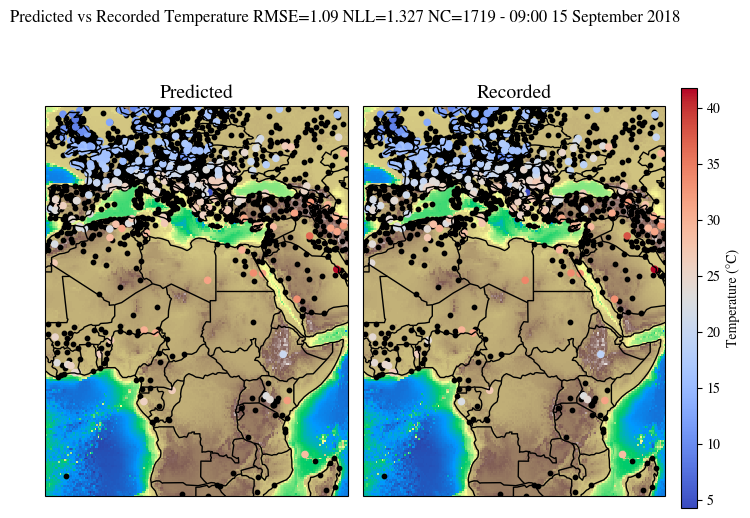 Predicted vs Recorded Temperature RMSE=1.09 NLL=1.327 NC=1719 - 09:00 15 September 2018
Predicted
Recorded
40
35
30
25
20
15
10
5
Temperature (°C)